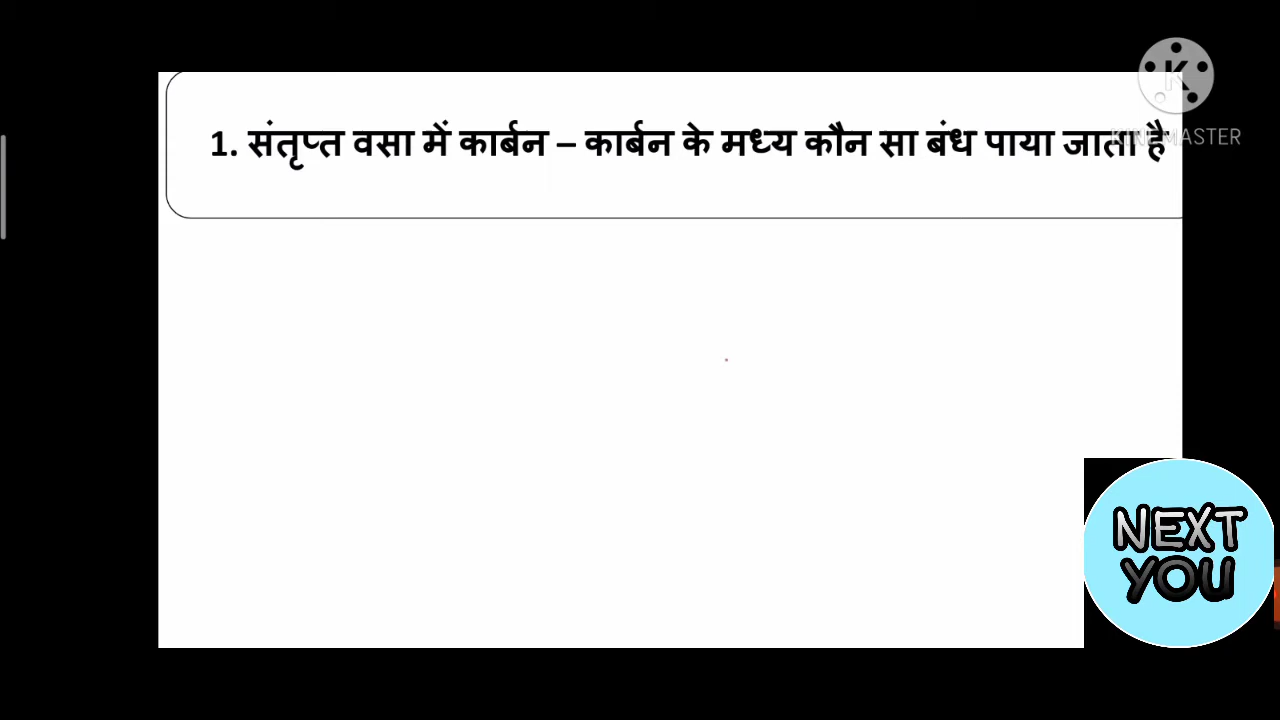 KINEMASTER
1. संतृप्त वसा में कार्बन – कार्बन के मध्य कौन सा बंध पाया जाता है
NEXT
YOU